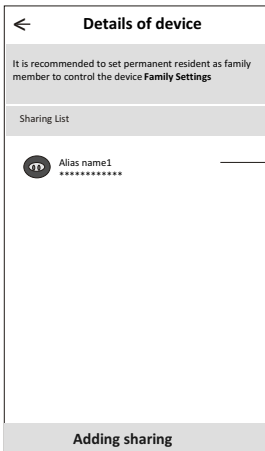 Details of device
It is recommended to set permanent resident as family
member to control the device Family Settings
Sharing List
Alias name1
************
Adding sharing